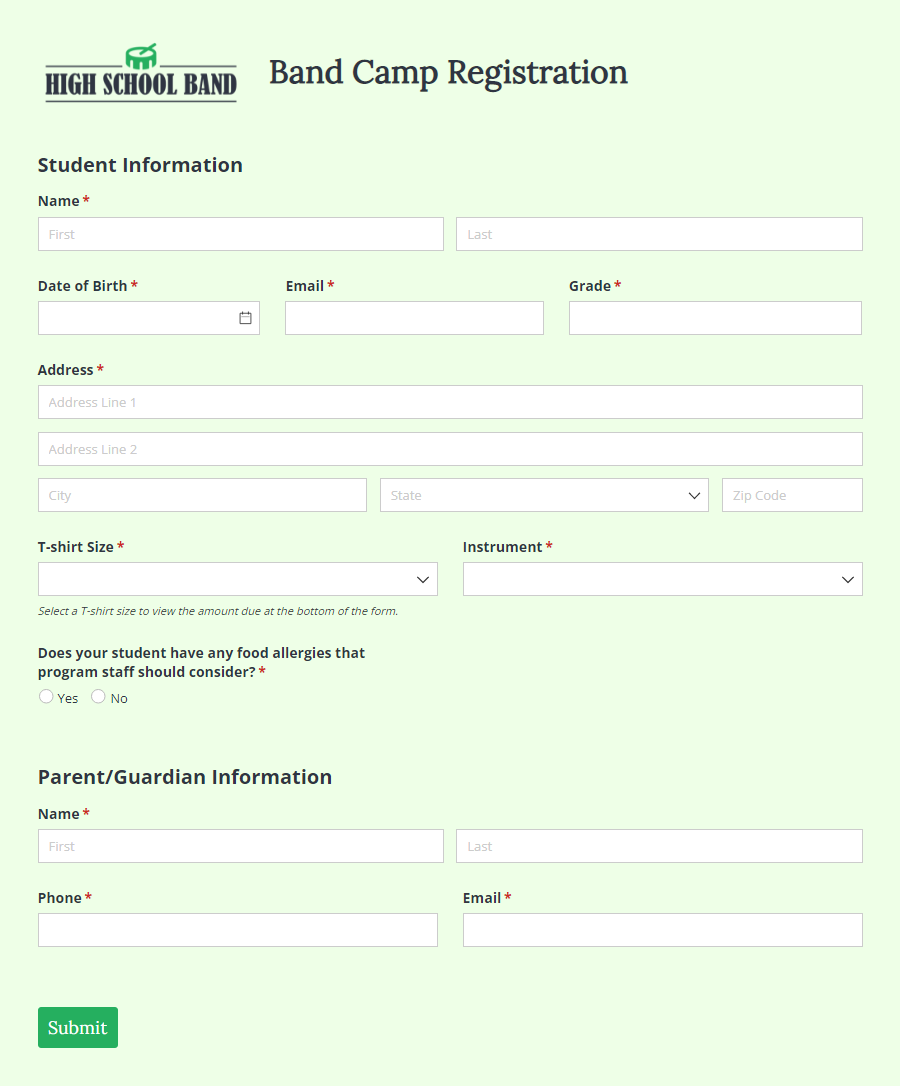 HIGH SCHOOL BAND
Band Camp Registration
Student Information
Name *
First Last
Date of Birth * Email * Grade *
Address *
Address Line 1
Address Line 2
City State Zip Code
T-shirt Size * Instrument *
Select a T-shirt size to view the amount due at the bottom of the form.
Does your student have any food allergies that
program staff should consider? *
Yes No
Parent/Guardian Information
Name *
First Last
Phone * Email *
Submit